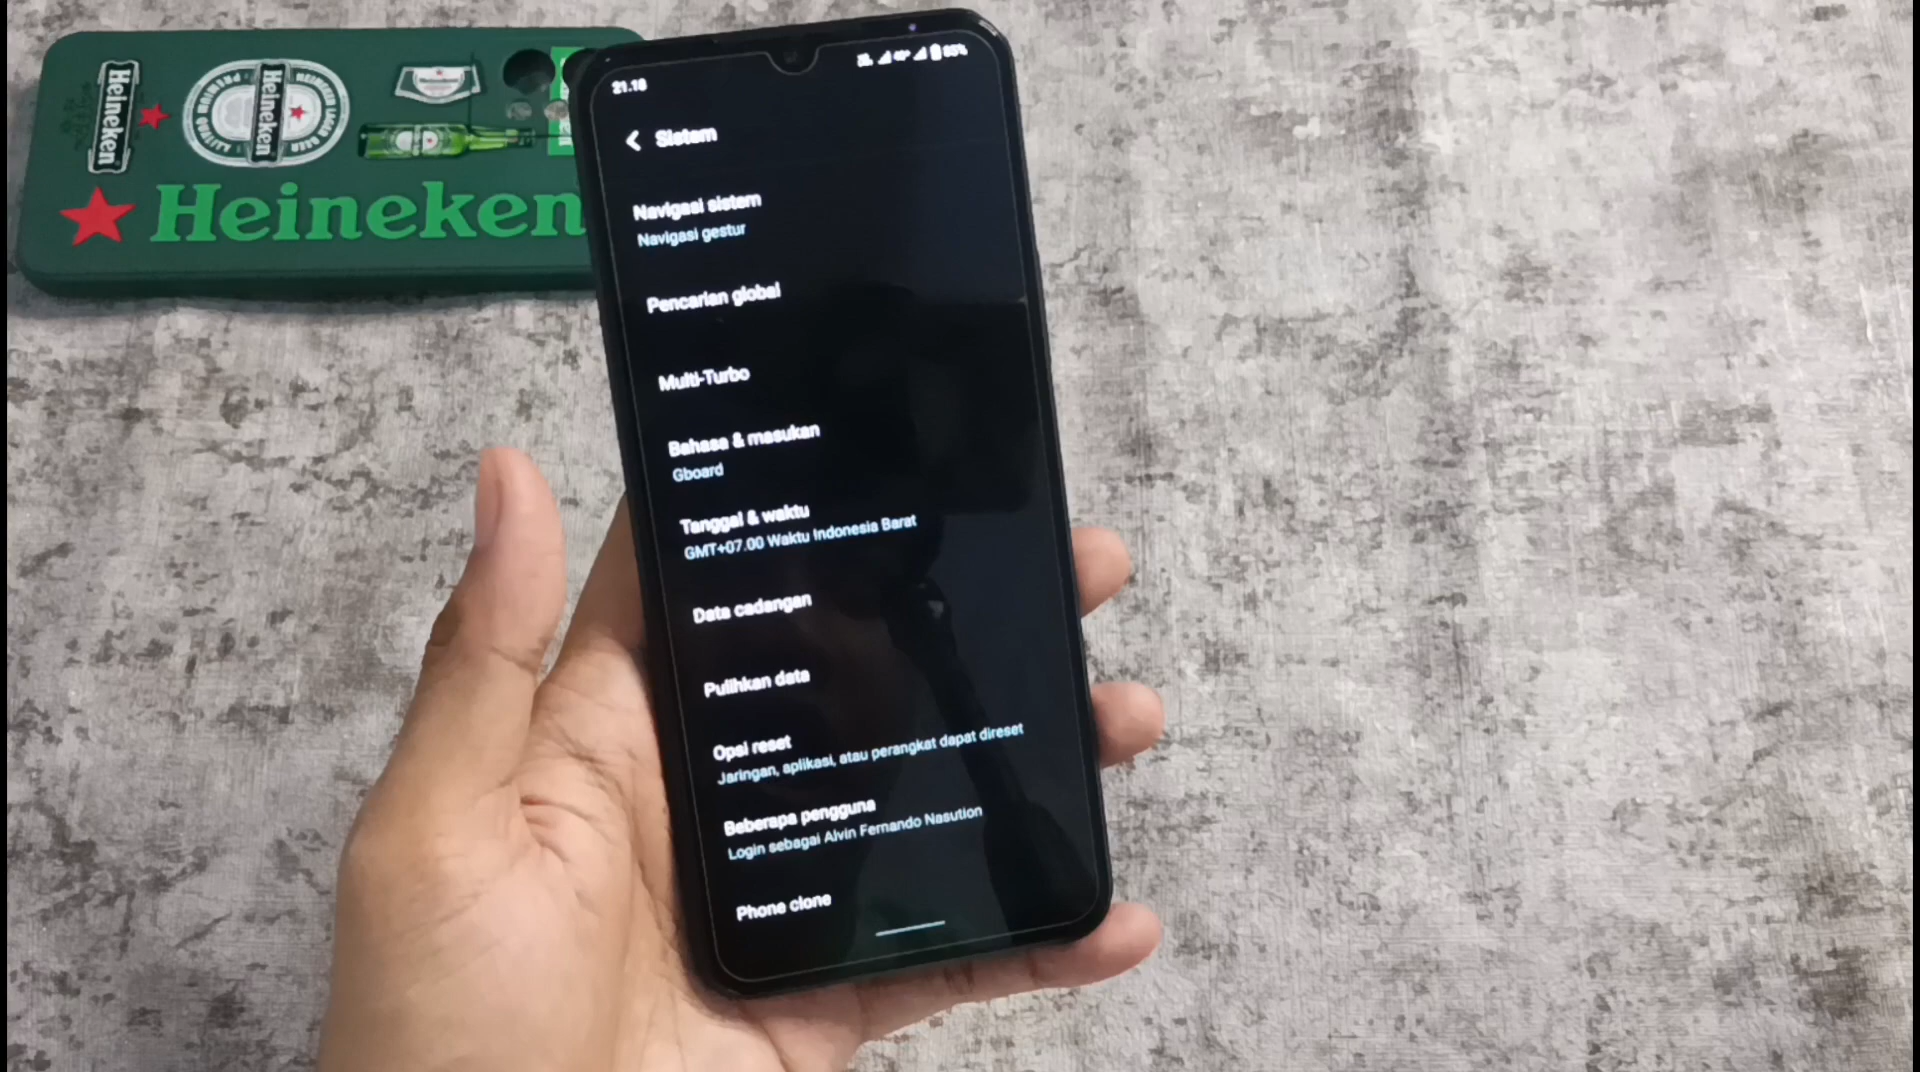 Heineken
Heineken
Heineken
21.18
Sistem
Navigasi sistem
Navigasi gestur
Pencarian global
Multi-Turbo
Bahasa & masukan
Gboard
Tanggal & waktu
GMT+07.00 Waktu Indonesia Barat
Data cadangan
Pulihkan data
Opsi reset
Jaringan, aplikasi, atau perangkat dapat direset
Beberapa pengguna
Login sebagai Alvin Fernando Nasution
Phone clone